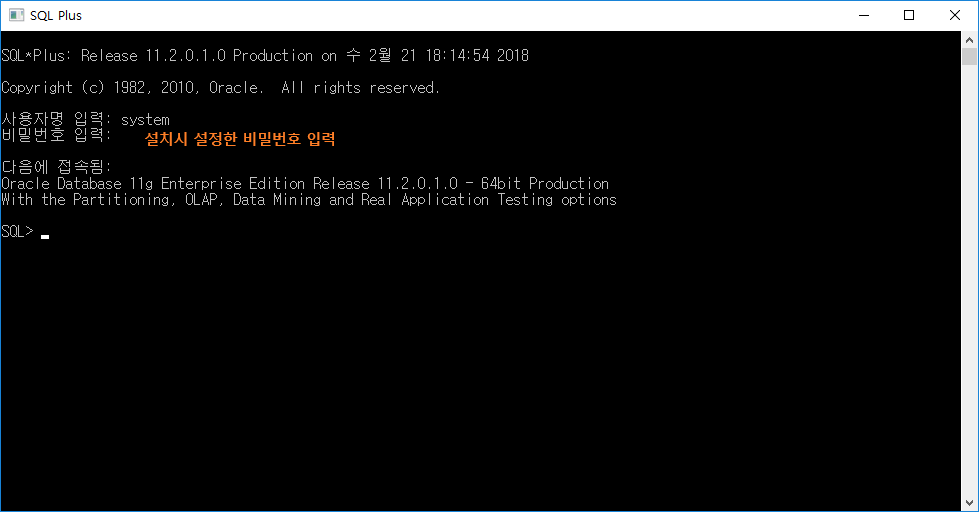 SQL Plus
SQL*Plus: Release 11.2.0.1.0 Production on 수 2월 21 18:14:54 2018
Copyright (c) 1982, 2010, Oracle.  All rights reserved.
사용자명 입력: system
비밀번호 입력: 설치시 설정한 비밀번호 입력
다음에 접속됨:
Oracle Database 11g Enterprise Edition Release 11.2.0.1.0 - 64bit Production
With the Partitioning, OLAP, Data Mining and Real Application Testing options
SQL>